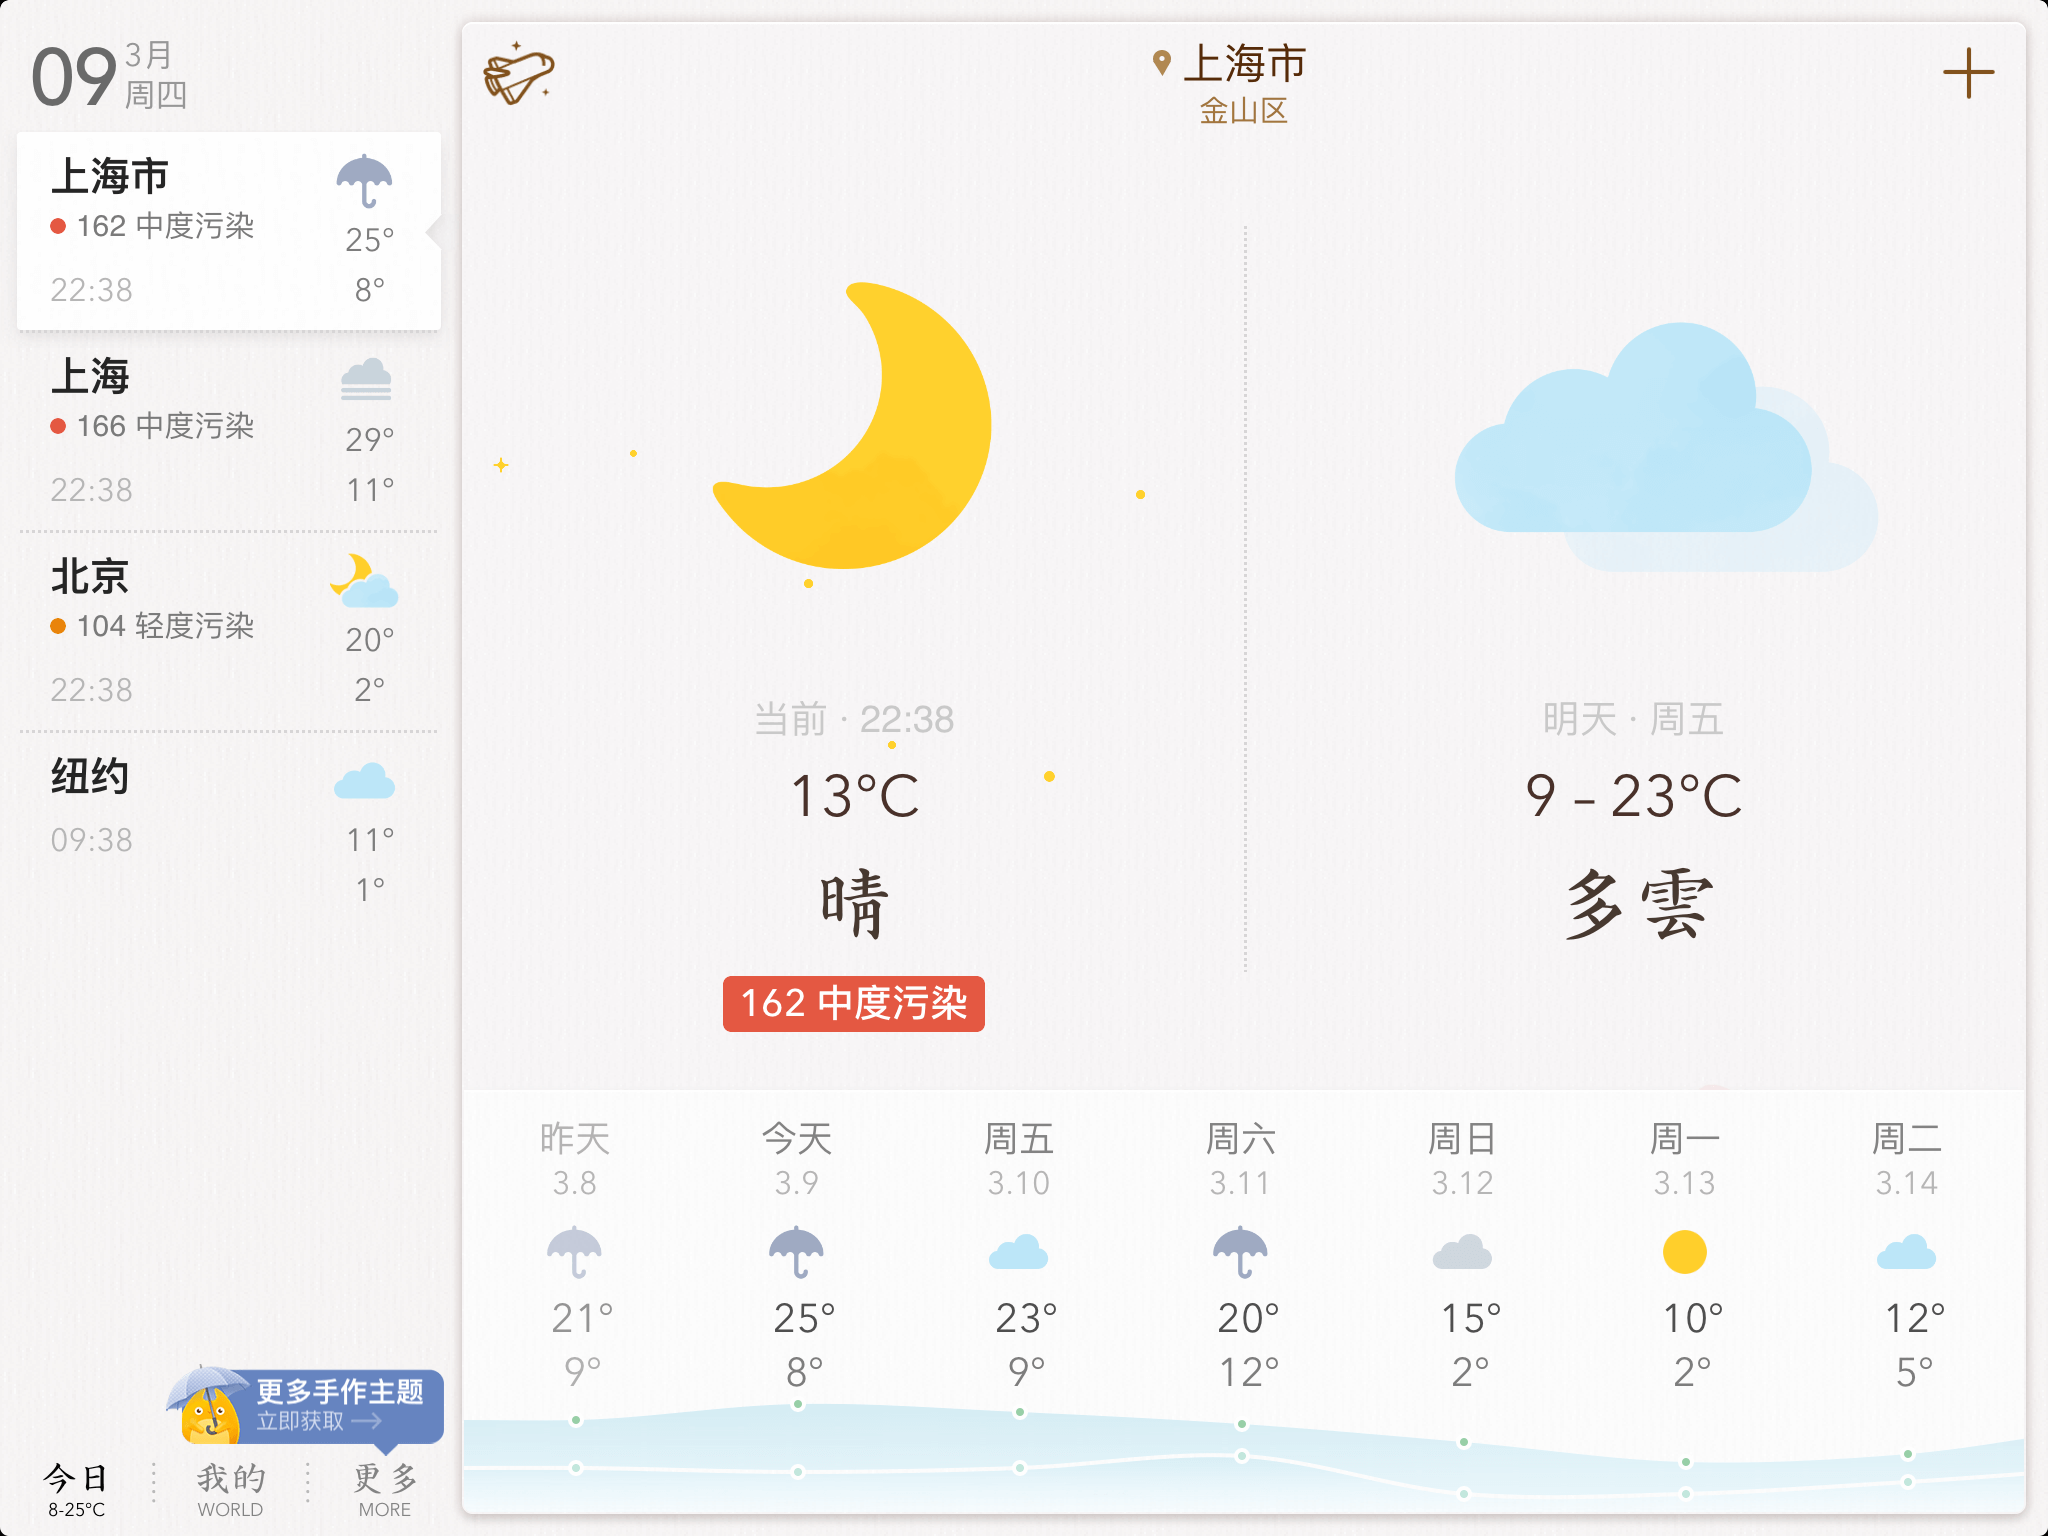 09
3月
周四
上海市
162 中度污染
25°
22:38
8°
上海
166 中度污染
29°
22:38
11°
北京
104 轻度污染
20°
22:38
2°
纽约
09:38
11°
1°
更多手作主题
立即获取
今日
8-25°C
我的
WORLD
更多
MORE
上海市
金山区
当前 · 22:38
13°C
晴
162 中度污染
明天 · 周五
9 – 23°C
多雲
昨天 今天 周五 周六 周日 周一 周二
3.8 3.9 3.10 3.11 3.12 3.13 3.14
21° 25° 23° 20° 15° 10° 12°
9° 8° 9° 12° 2° 2° 5°